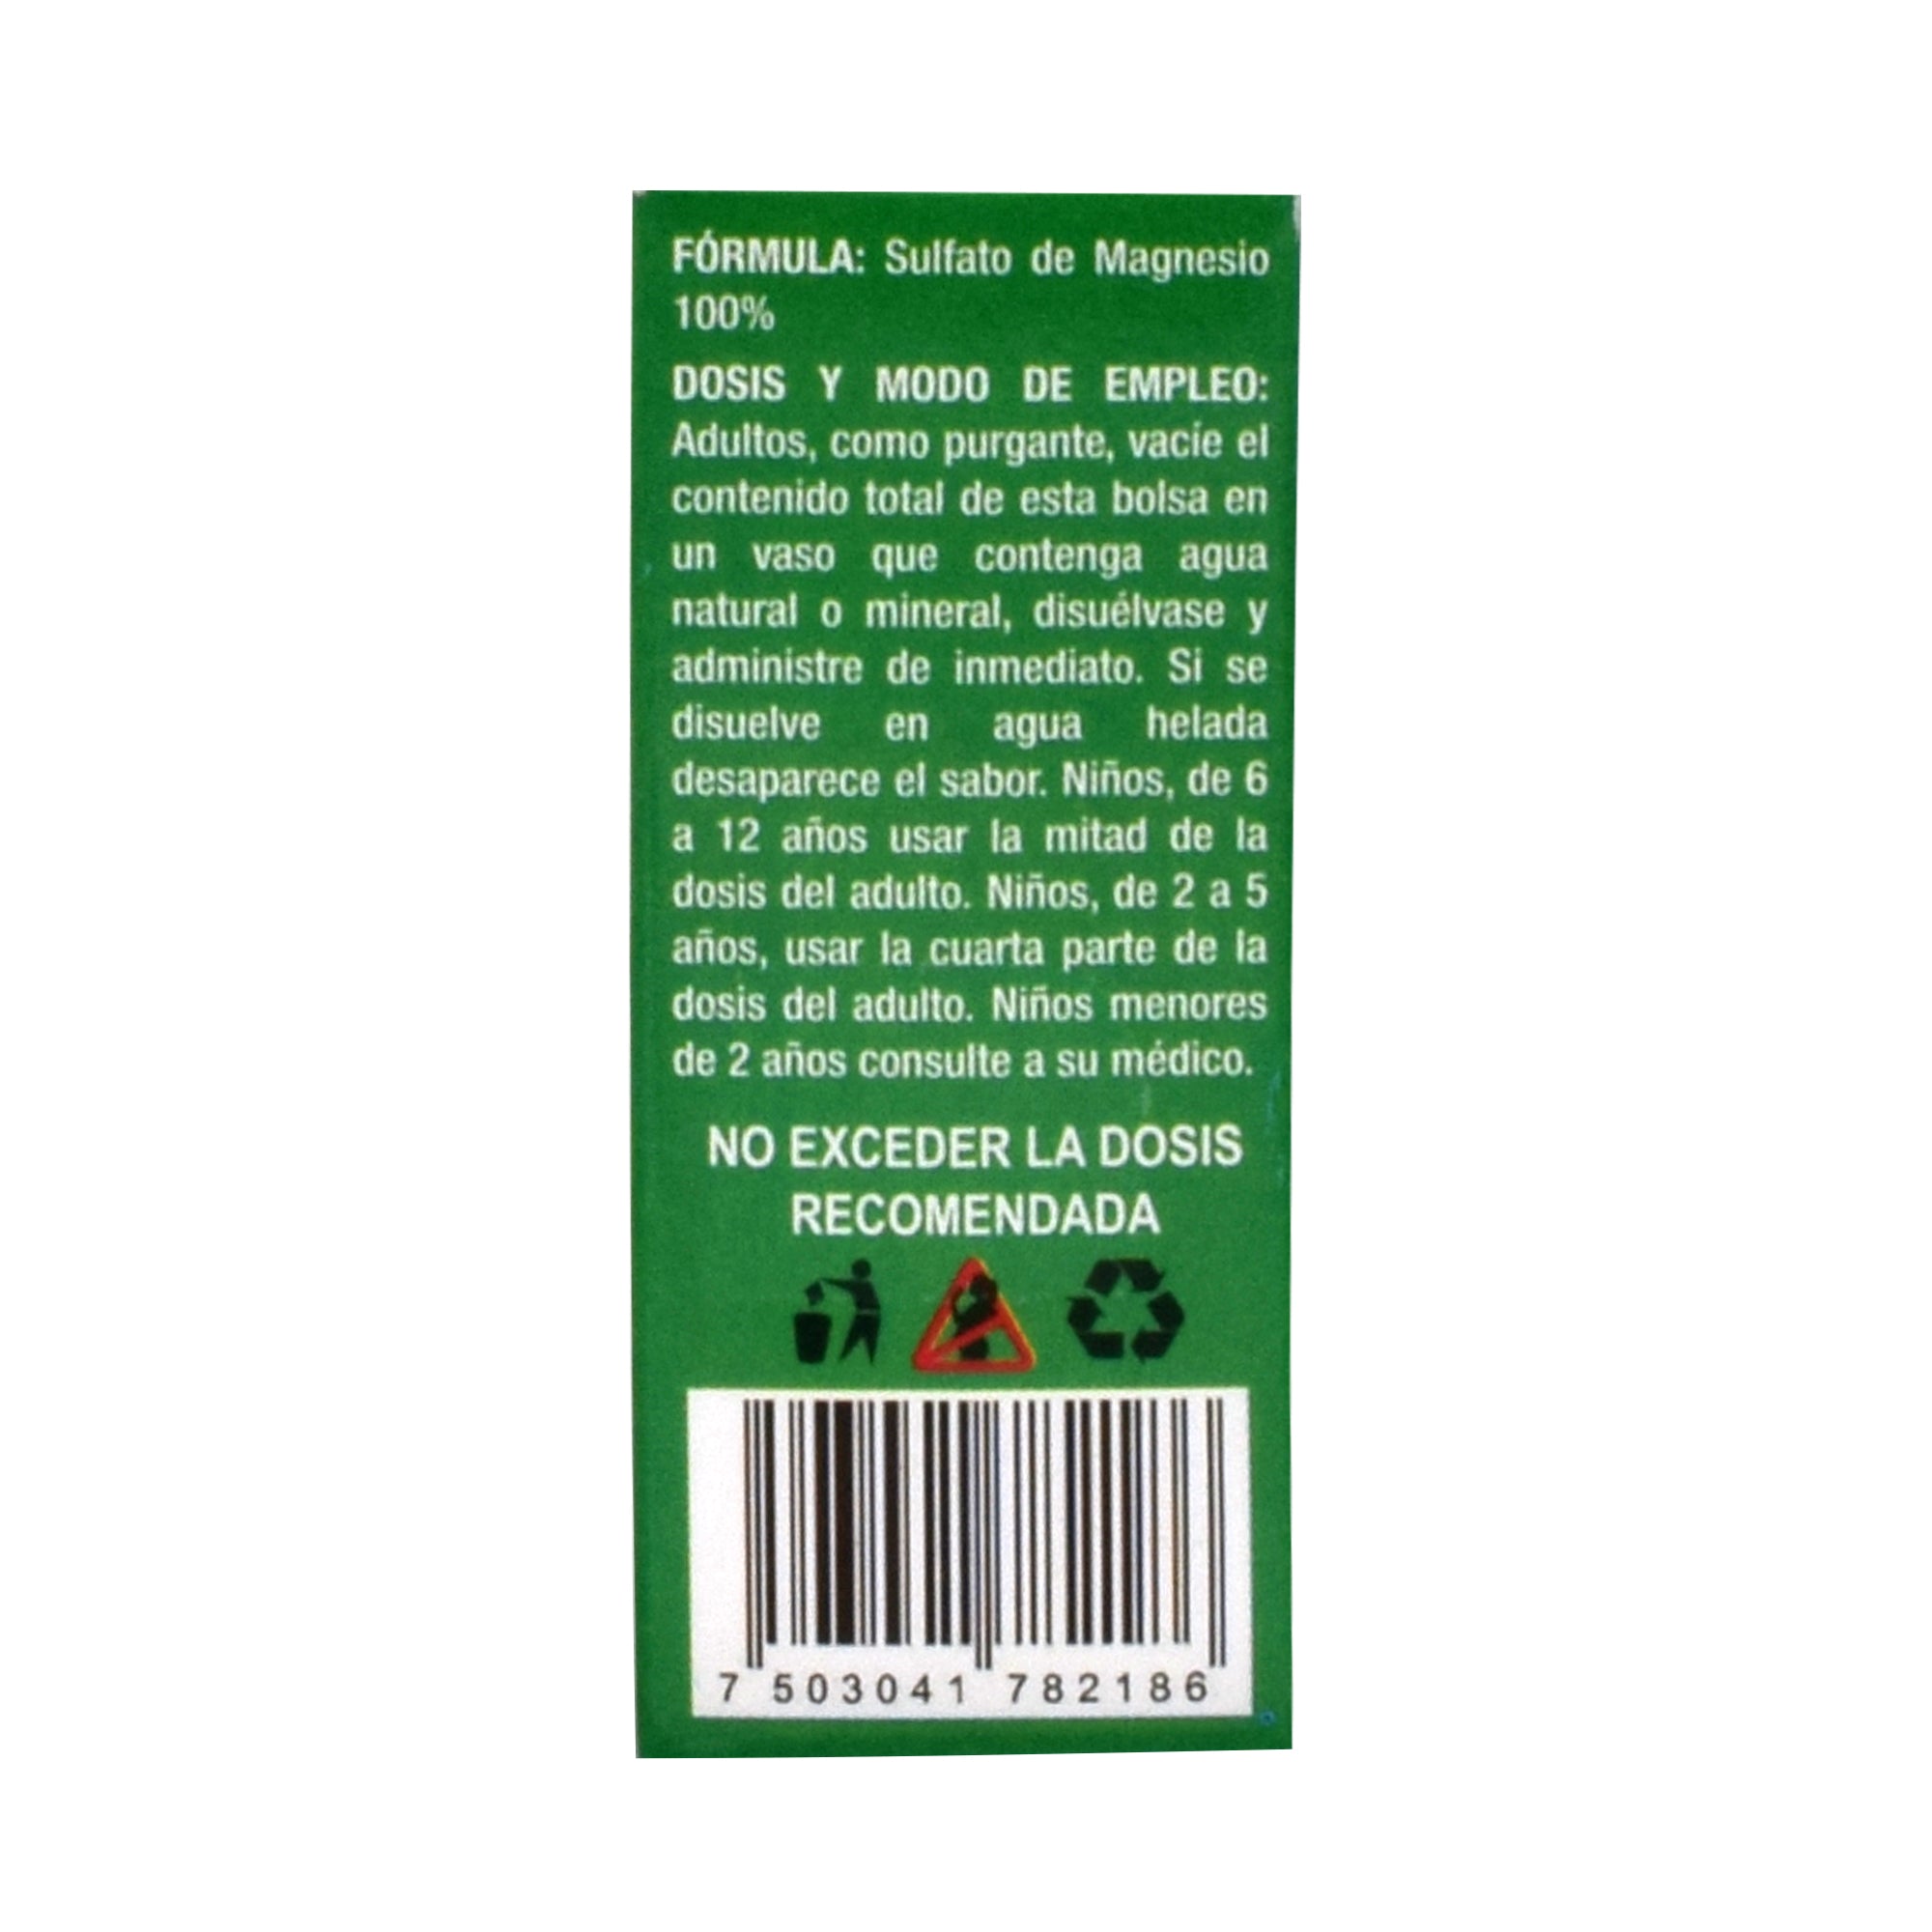 FÓRMULA: Sulfato de Magnesio
100%
DOSIS Y MODO DE EMPLEO:
Adultos, como purgante, vacíe el
contenido total de esta bolsa en
un vaso que contenga agua
natural o mineral, disuélvase y
administre de inmediato. Si se
disuelve en agua helada
desaparece el sabor. Niños, de 6
a 12 años usar la mitad de la
dosis del adulto. Niños, de 2 a 5
años, usar la cuarta parte de la
dosis del adulto. Niños menores
de 2 años consulte a su médico.
NO EXCEDER LA DOSIS
RECOMENDADA
7 503041 782186